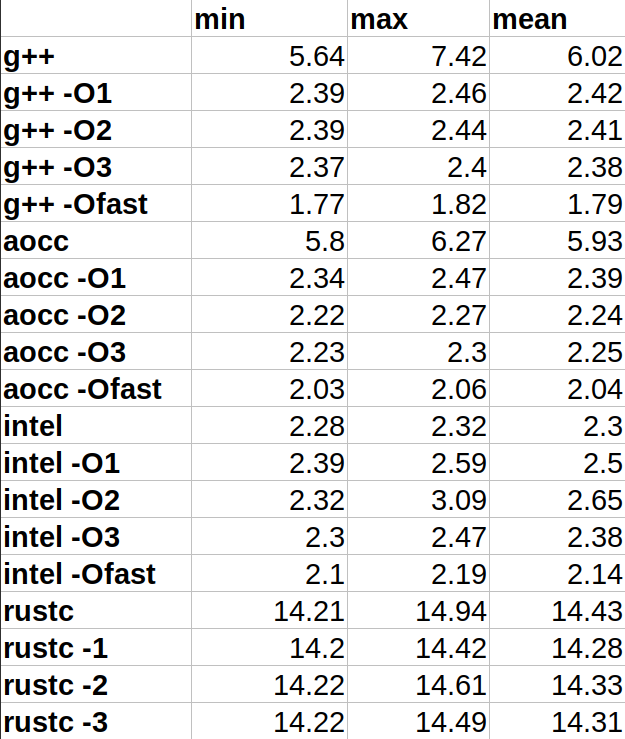 min max mean
g++ 5.64 7.42 6.02
g++ -O1 2.39 2.46 2.42
g++ -O2 2.39 2.44 2.41
g++ -O3 2.37 2.4 2.38
g++ -Ofast 1.77 1.82 1.79
aocc 5.8 6.27 5.93
aocc -O1 2.34 2.47 2.39
aocc -O2 2.22 2.27 2.24
aocc -O3 2.23 2.3 2.25
aocc -Ofast 2.03 2.06 2.04
intel 2.28 2.32 2.3
intel -O1 2.39 2.59 2.5
intel -O2 2.32 3.09 2.65
intel -O3 2.3 2.47 2.38
intel -Ofast 2.1 2.19 2.14
rustc 14.21 14.94 14.43
rustc -1 14.2 14.42 14.28
rustc -2 14.22 14.61 14.33
rustc -3 14.22 14.49 14.31